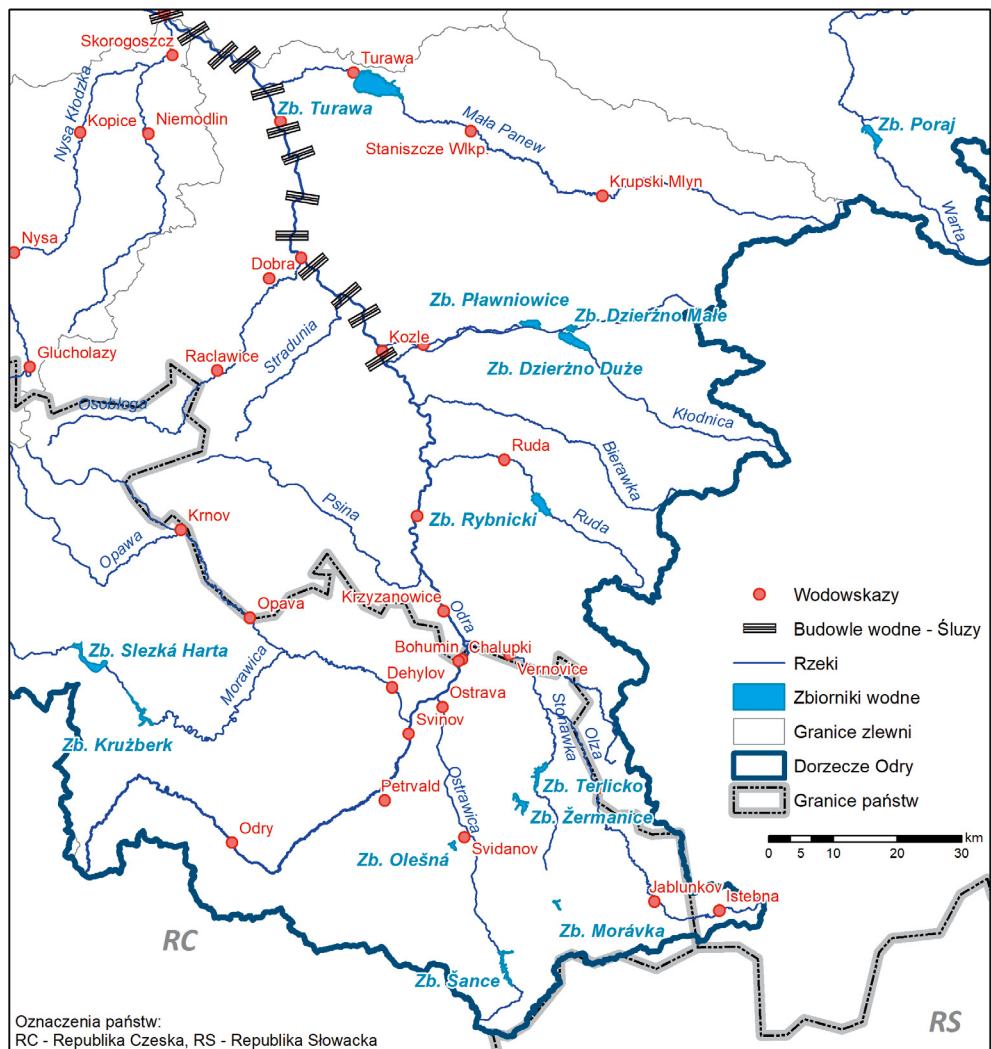 Skorogoszcz
Turawa
Nysa Kłodzka
Kopice
Niemodlin
Zb. Turawa
Mała Panew
Staniszcze Wlkp.
Zb. Poraj
Krupski Mlyn
Warta
Nysa
Dobra
Zb. Pławniowice
Zb. Dzierżno Małe
Stradunia
Kozle
Glucholazy
Raclawice
Zb. Dzierżno Duże
Osobłoga
Kłodnica
Ruda
Bierawka
Psina
Zb. Rybnicki
Ruda
Krnov
Opawa
Wodowskazy
Opava
Krzyzanowice
Odra
Budowle wodne - Śluzy
Zb. Slezká Harta
Bohumin
Chalupki
Vernovice
Rzeki
Morawica
Dehylov
Ostrava
Zbiorniki wodne
Svinov
Stonawka
Olza
Granice zlewni
Zb. Krużberk
Dorzecze Odry
Petrvald
Ostrawica
Zb. Terlicko
Granice państw
Zb. Žermanice
Odry
Svidanov
km
0 5 10 20 30
Zb. Olešná
Jablunkov
Istebna
Zb. Morávka
RC
Zb. Šance
RS
Oznaczenia państw:
RC - Republika Czeska, RS - Republika Słowacka